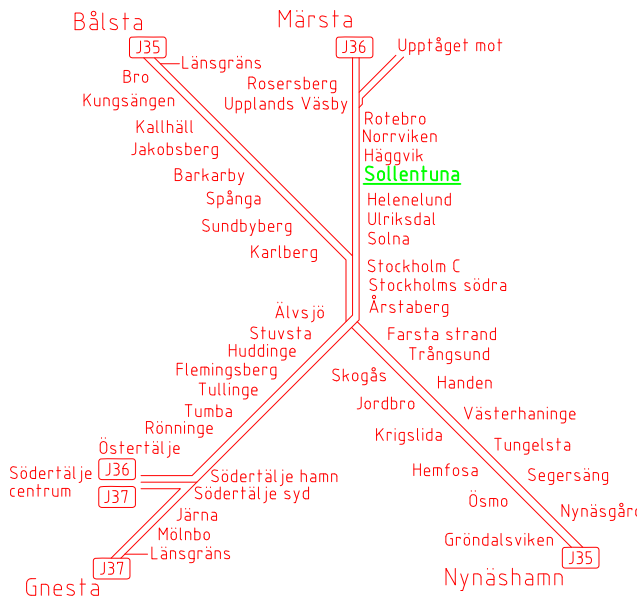 Bålsta
Märsta
J35
J36
Upptåget mot
Länsgräns
Bro
Rosersberg
Kungsängen
Upplands Väsby
Kallhäll
Rotebro
Norrviken
Jakobsberg
Häggvik
Barkarby
Sollentuna
Spånga
Helenelund
Sundbyberg
Ulriksdal
Solna
Karlberg
Stockholm C
Stockholms södra
Årstaberg
Älvsjö
Stuvsta
Farsta strand
Huddinge
Trångsund
Flemingsberg
Skogås
Handen
Tullinge
Jordbro
Tumba
Västerhaninge
Rönninge
Krigslida
Tungelsta
Östertälje
Södertälje
centrum
J36
J37
Hemfosa
Segersäng
Södertälje hamn
Södertälje syd
Ösmo
Järna
Nynäsgård
Mölnbo
Gröndalsviken
Länsgräns
J35
J37
Gnesta
Nynäshamn